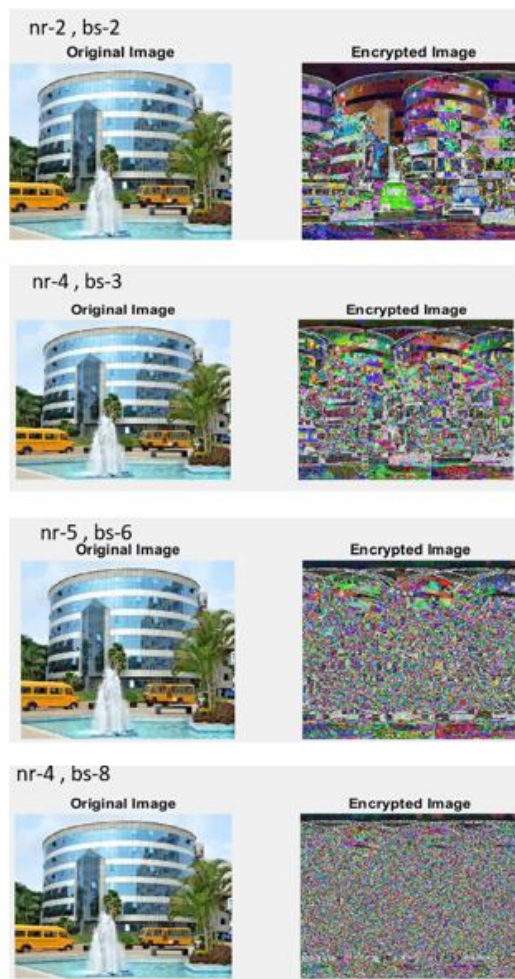 nr-2 , bs-2
Original Image Encrypted Image
nr-4 , bs-3
Original Image Encrypted Image
nr-5 , bs-6
Original Image Encrypted Image
nr-4 , bs-8
Original Image Encrypted Image